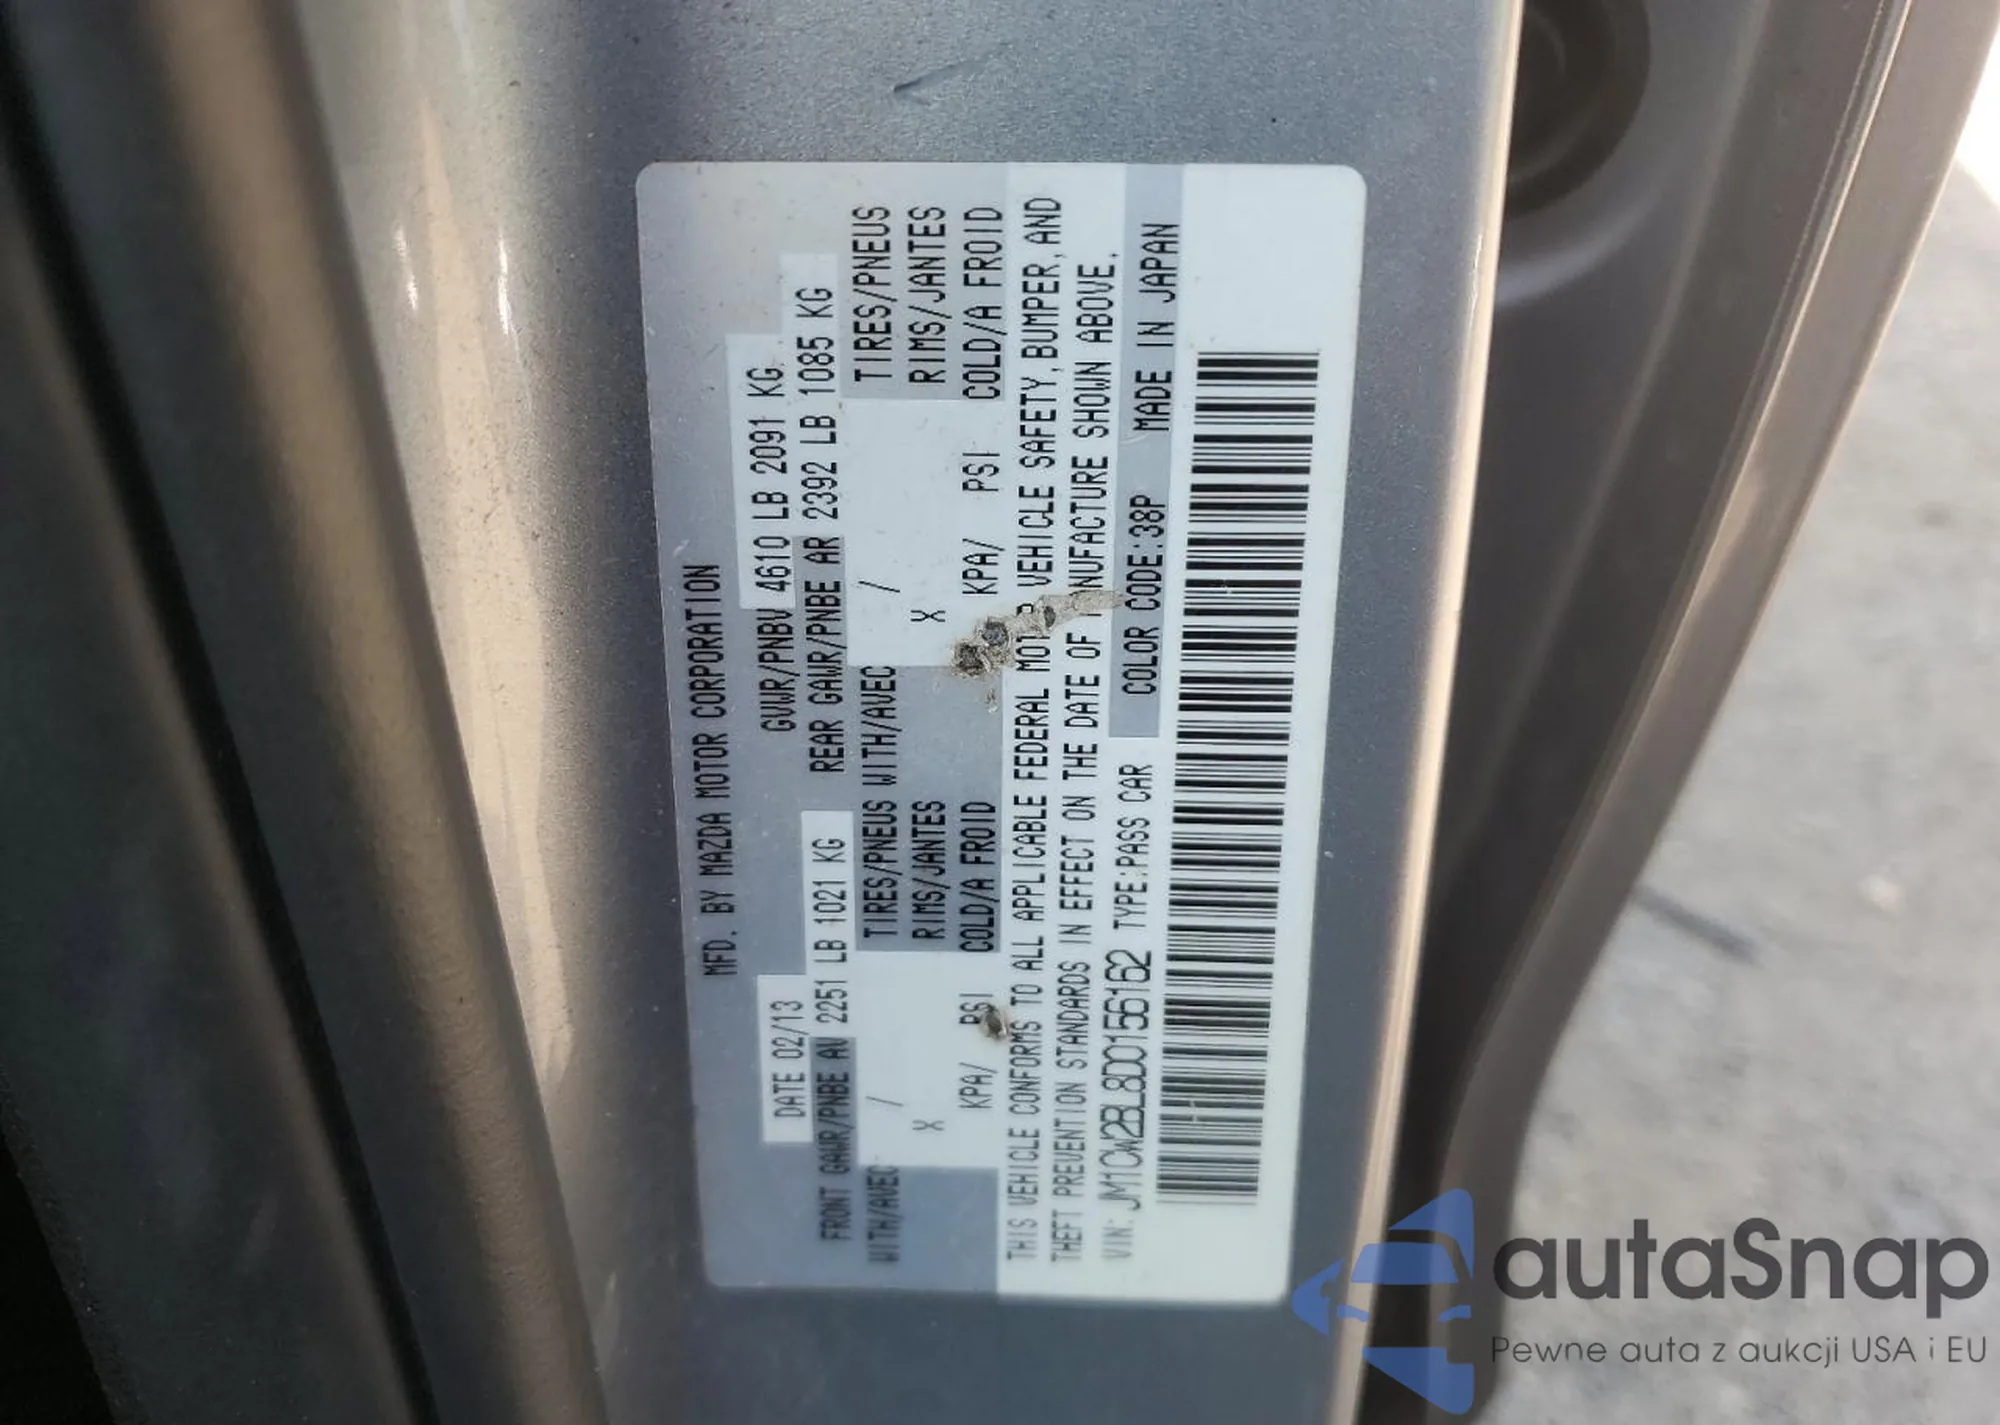 MFD. BY MAZDA MOTOR CORPORATION
DATE 02/13 GVWR/PNBV 4610 LB 2091 KG
FRONT GAWR/PNBE AV 2251 LB 1021 KG REAR GAWR/PNBE AR 2392 LB 1085 KG
WITH/AVEC / TIRES/PNEUS WITH/AVEC / TIRES/PNEUS
X RIMS/JANTES X RIMS/JANTES
KPA/ PSI COLD/A FROID KPA/ PSI COLD/A FROID
THIS VEHICLE CONFORMS TO ALL APPLICABLE FEDERAL MOTOR VEHICLE SAFETY, BUMPER, AND
THEFT PREVENTION STANDARDS IN EFFECT ON THE DATE OF MANUFACTURE SHOWN ABOVE.
VIN: JM1CW2BL8D0156162 TYPE:PASS CAR COLOR CODE:38P MADE IN JAPAN
autaSnap
Pewne auta z aukcji USA i EU